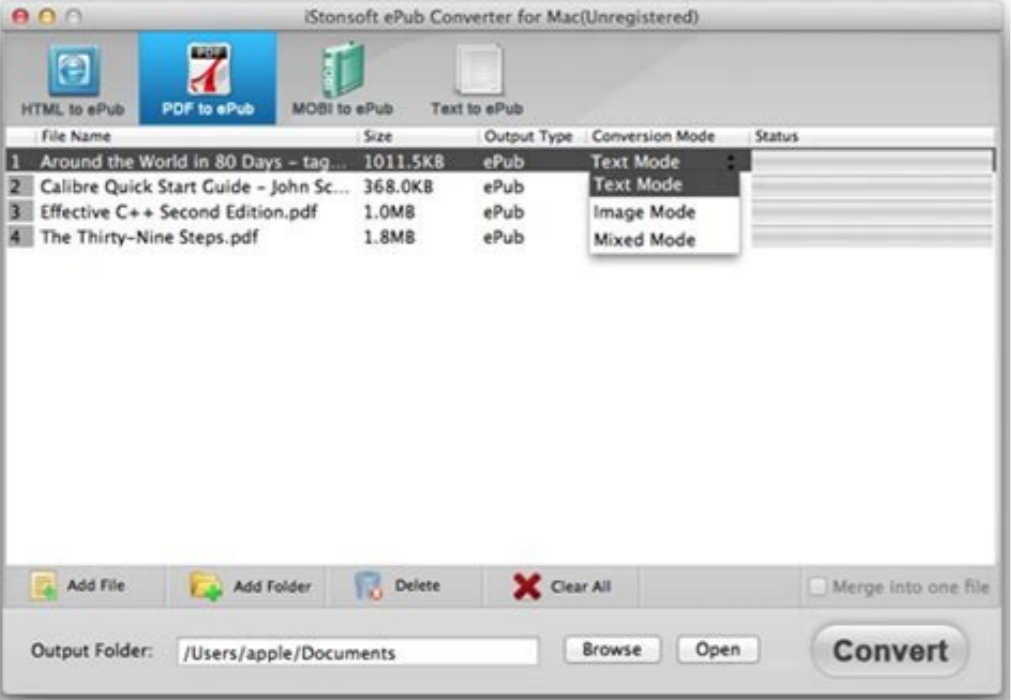 iStonsoft ePub Converter for Mac(Unregistered)
PDF
MOBI
HTML to ePub PDF to ePub MOBI to ePub Text to ePub
File Name Size Output Type Conversion Mode Status
1 Around the World in 80 Days – tag... 1011.5KB ePub Text Mode
Text Mode
2 Calibre Quick Start Guide – John Sc... 368.0KB ePub
3 Effective C++ Second Edition.pdf 1.0MB ePub Image Mode
4 The Thirty-Nine Steps.pdf 1.8MB ePub Mixed Mode
Add File Add Folder Delete Clear All Merge into one file
Output Folder: /Users/apple/Documents Browse Open Convert